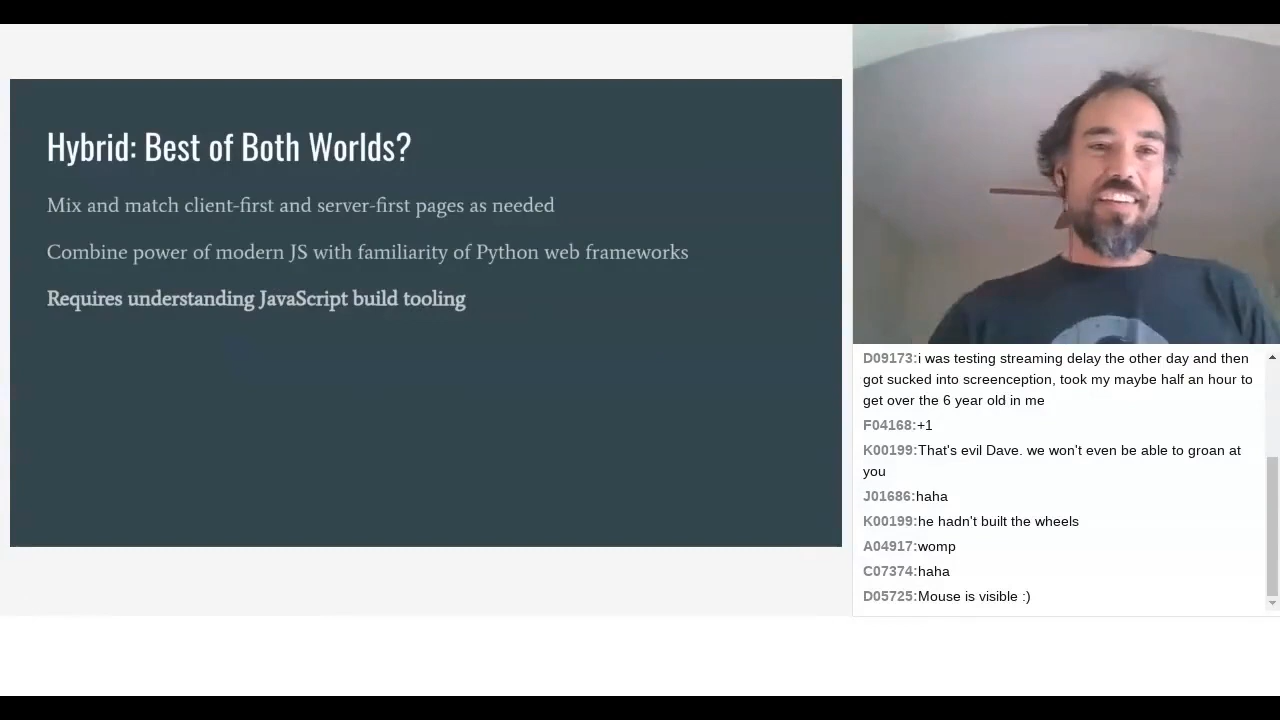 Hybrid: Best of Both Worlds?
Mix and match client-first and server-first pages as needed
Combine power of modern JS with familiarity of Python web frameworks
Requires understanding JavaScript build tooling
D09173:i was testing streaming delay the other day and then
got sucked into screenception, took my maybe half an hour to
get over the 6 year old in me
F04168:+1
K00199:That's evil Dave. we won't even be able to groan at
you
J01686:haha
K00199:he hadn't built the wheels
A04917:womp
C07374:haha
D05725:Mouse is visible :)